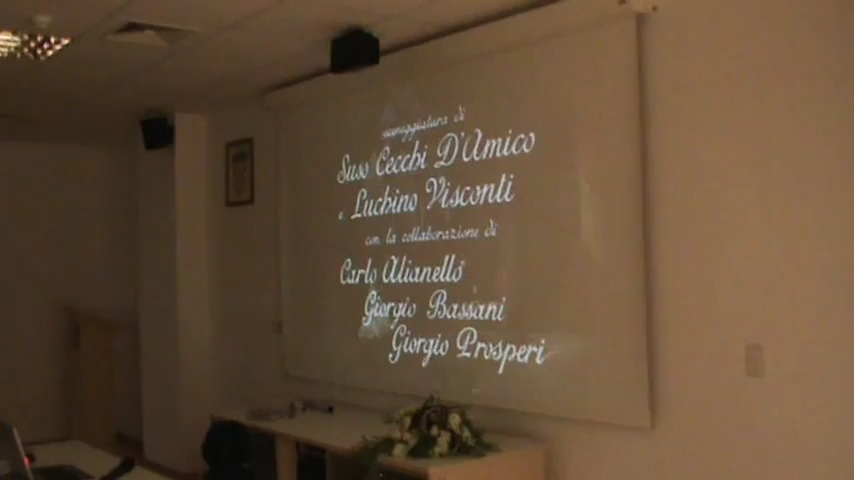 sceneggiatura di
Suso Cecchi D'Amico
e Luchino Visconti
con la collaborazione di
Carlo Alianello
Giorgio Bassani
Giorgio Prosperi